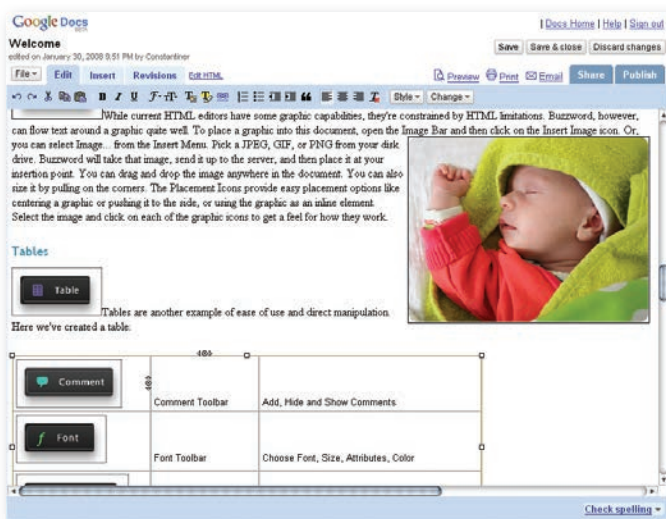 Google Docs
BETA
| Docs Home | Help | Sign out
Welcome
edited on January 30, 2008 9:51 PM by Constantiner
Save Save & close Discard changes
File Edit Insert Revisions Edit HTML Preview Print Email Share Publish
B I U Style Change
While current HTML editors have some graphic capabilities, they're constrained by HTML limitations. Buzzword, however,
can flow text around a graphic quite well. To place a graphic into this document, open the Image Bar and then click on the Insert Image icon. Or,
you can select Image... from the Insert Menu. Pick a JPEG, GIF, or PNG from your disk
drive. Buzzword will take that image, send it up to the server, and then place it at your
insertion point. You can drag and drop the image anywhere in the document. You can also
size it by pulling on the corners. The Placement Icons provide easy placement options like
centering a graphic or pushing it to the side, or using the graphic as an inline element.
Select the image and click on each of the graphic icons to get a feel for how they work.
Tables
Table
Tables are another example of ease of use and direct manipulation.
Here we've created a table:
Comment
Comment Toolbar Add, Hide and Show Comments
Font
Font Toolbar Choose Font, Size, Attributes, Color
Check spelling